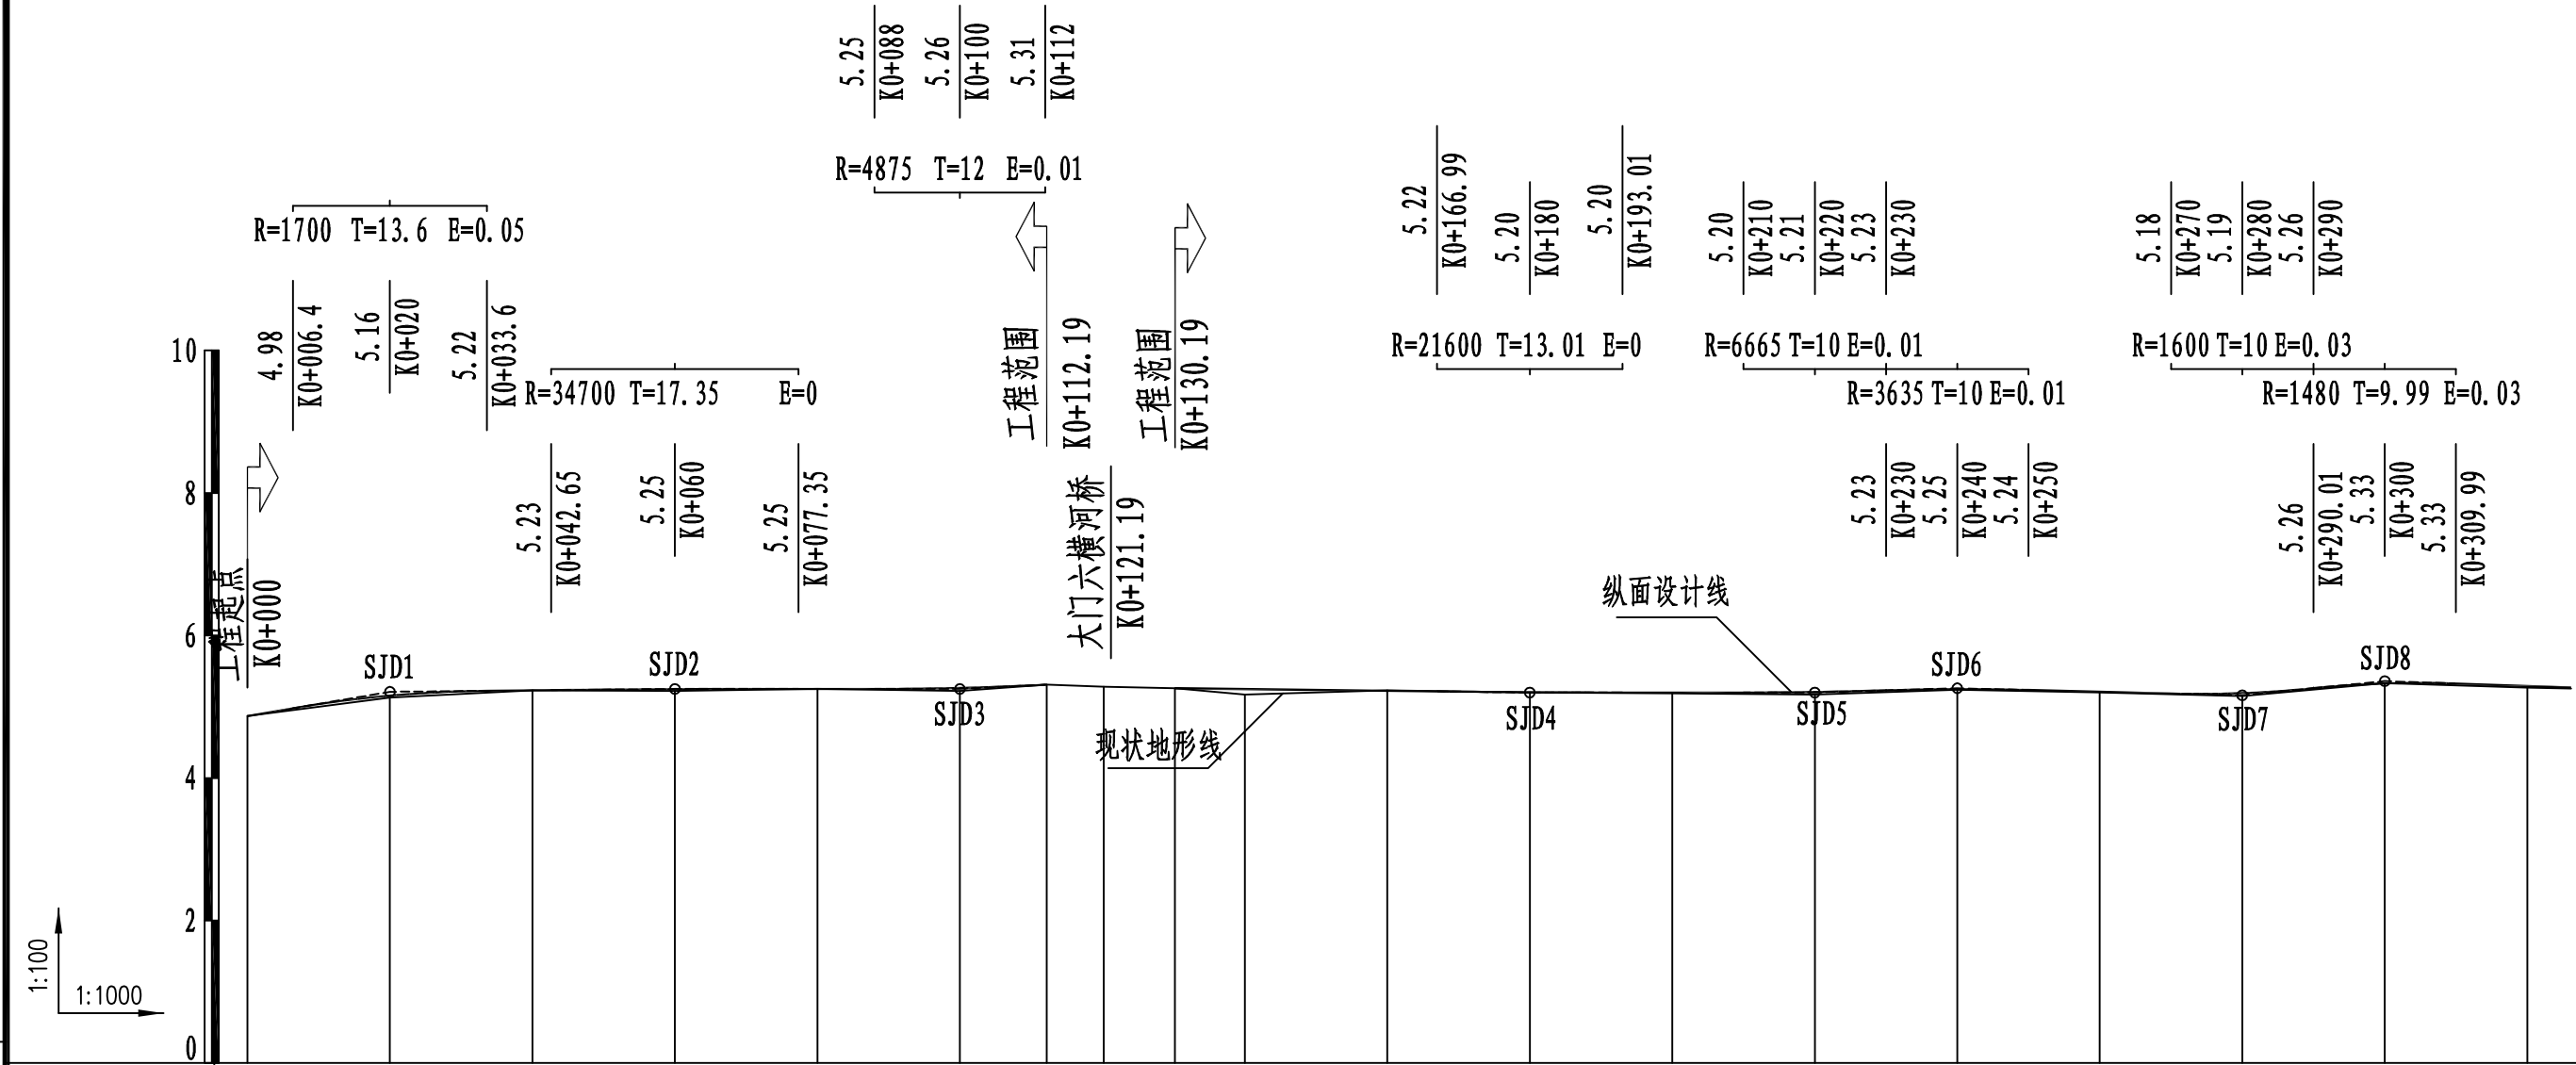 5.25
K0+088
5.26
K0+100
5.31
K0+112
R=4875 T=12 E=0.01
R=1700 T=13.6 E=0.05
4.98
K0+006.4
5.16
K0+020
5.22
K0+033.6
R=34700 T=17.35 E=0
5.23
K0+042.65
5.25
K0+060
5.25
K0+077.35
工程起点
K0+000
工程范围
K0+112.19
工程范围
K0+130.19
大门六横河桥
K0+121.19
5.22
K0+166.99
5.20
K0+180
5.20
K0+193.01
R=21600 T=13.01 E=0
5.20
K0+210
5.21
K0+220
5.23
K0+230
R=6665 T=10 E=0.01
R=3635 T=10 E=0.01
5.23
K0+230
5.25
K0+240
5.24
K0+250
5.18
K0+270
5.19
K0+280
5.26
K0+290
R=1600 T=10 E=0.03
R=1480 T=9.99 E=0.03
5.26
K0+290.01
5.33
K0+300
5.33
K0+309.99
纵面设计线
现状地形线
SJD1
SJD2
SJD3
SJD4
SJD5
SJD6
SJD7
SJD8
10
8
6
4
2
0
1:100
1:1000